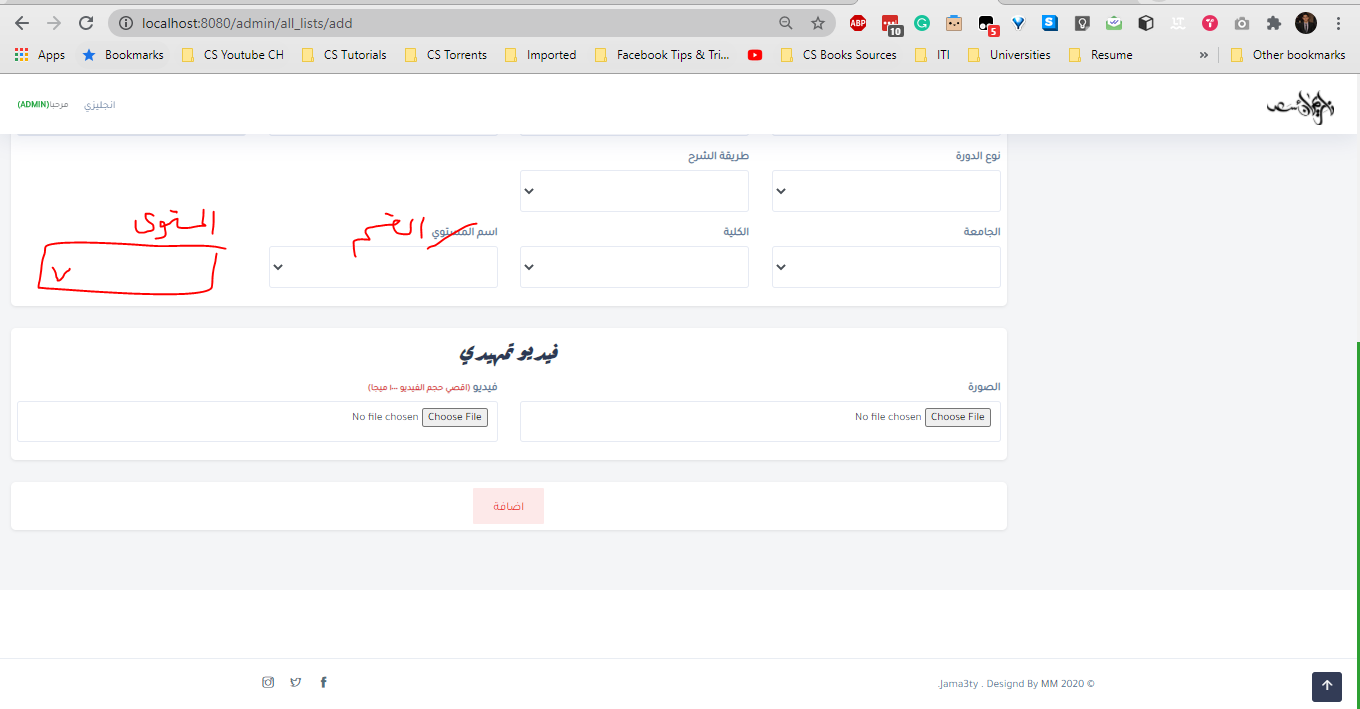 localhost:8080/admin/all_lists/add
ABP 10 5
Apps Bookmarks CS Youtube CH CS Tutorials CS Torrents Imported Facebook Tips & Tri... CS Books Sources ITI Universities Resume » Other bookmarks
انجليزي مرحبا(ADMIN)
نوع الدورة طريقة الشرح
المستوى
القسم
الجامعة الكلية اسم المستوي
فيديو تمهيدي
الصورة فيديو (اقصي حجم الفيديو ١٠٠ ميجا)
Choose File No file chosen Choose File No file chosen
اضافة
Jama3ty . Designd By MM 2020 ©